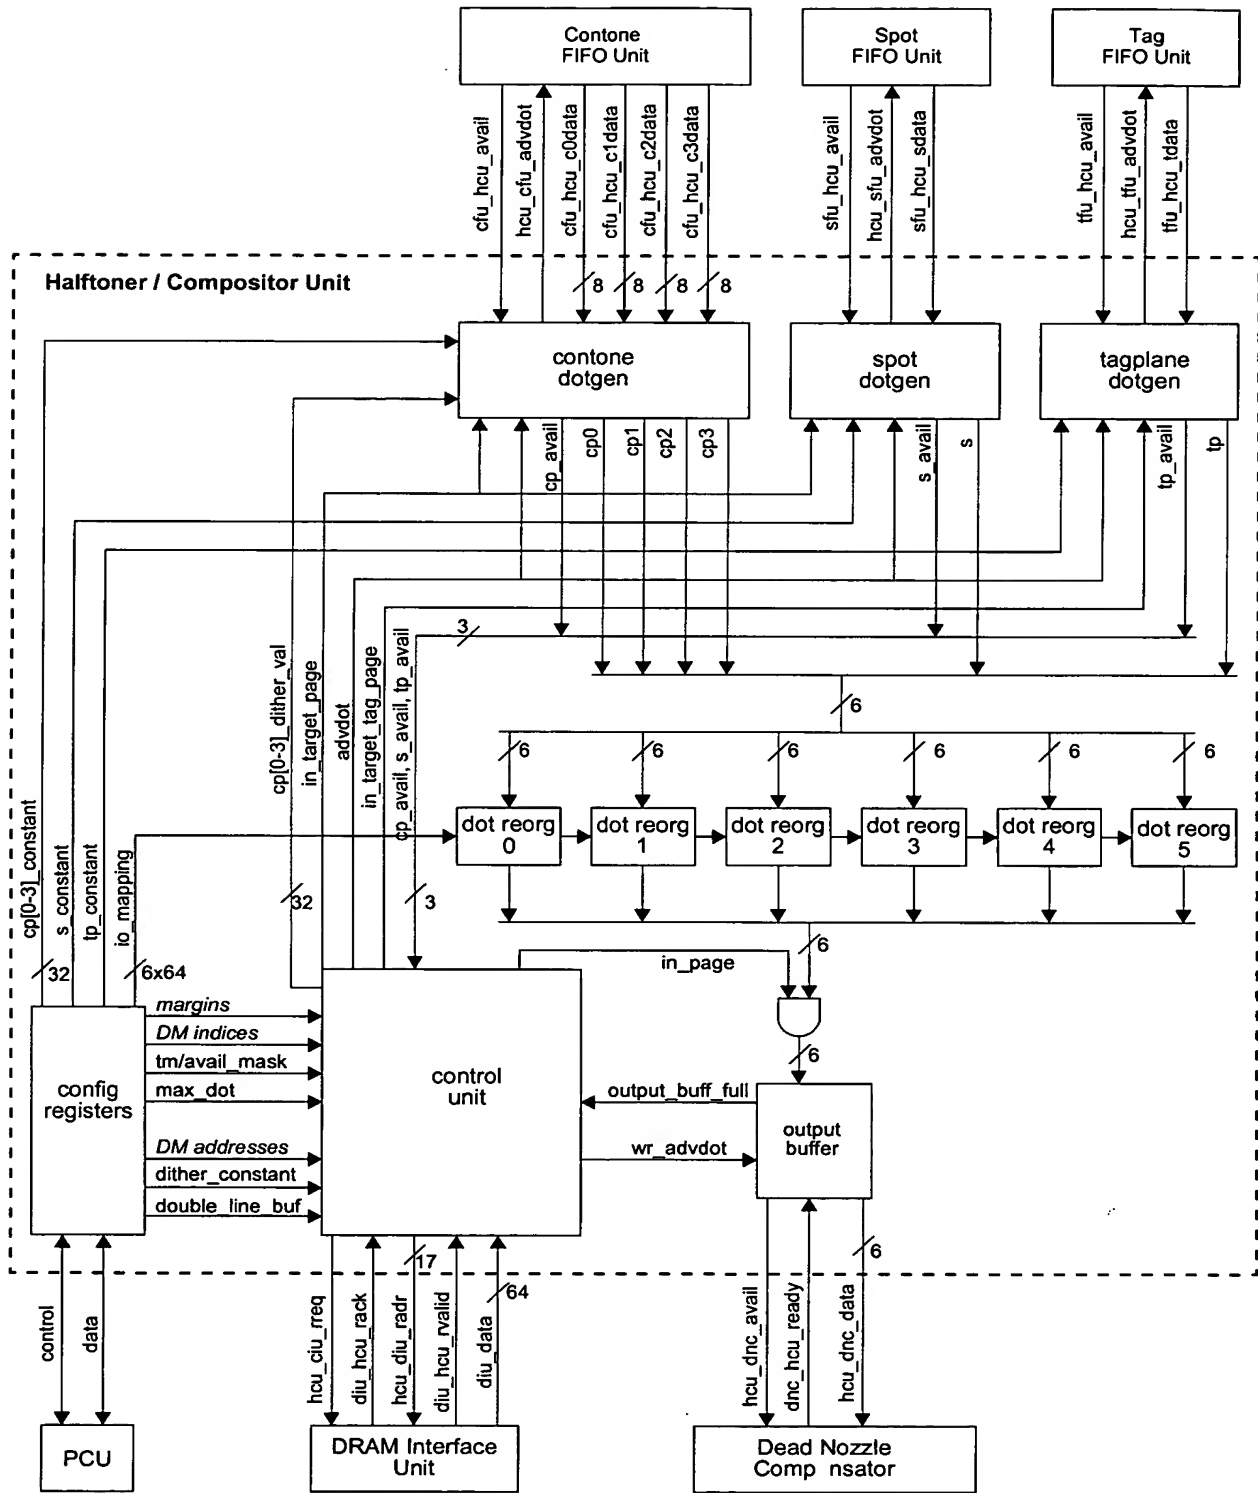 Contone
FIFO Unit
Spot
FIFO Unit
Tag
FIFO Unit
cfu_hcu_avail
hcu_cfu_advdot
cfu_hcu_c0data
cfu_hcu_c1data
cfu_hcu_c2data
cfu_hcu_c3data
sfu_hcu_avail
hcu_sfu_advdot
sfu_hcu_sdata
tfu_hcu_avail
hcu_tfu_advdot
tfu_hcu_tdata
Halftoner / Compositor Unit
8
8
8
8
contone
dotgen
spot
dotgen
tagplane
dotgen
cp_avail
cp0
cp1
cp2
cp3
s_avail
s
tp_avail
tp
3
6
cp[0-3]_dither_val
in_target_page
advdot
in_target_tag_page
cp_avail, s_avail, tp_avail
6
6
6
6
6
6
dot reorg
0
dot reorg
1
dot reorg
2
dot reorg
3
dot reorg
4
dot reorg
5
cp[0-3]_constant
s_constant
tp_constant
io_mapping
32
3
6
32
6x64
in_page
margins
DM indices
tm/avail_mask
max_dot
DM addresses
dither_constant
double_line_buf
config
registers
control
unit
6
output_buff_full
wr_advdot
output
buffer
17
64
6
control
data
hcu_ciu_rreq
diu_hcu_rack
hcu_diu_radr
diu_hcu_rvalid
diu_data
hcu_dnc_avail
dnc_hcu_ready
hcu_dnc_data
PCU
DRAM Interface
Unit
Dead Nozzle
Comp nsator